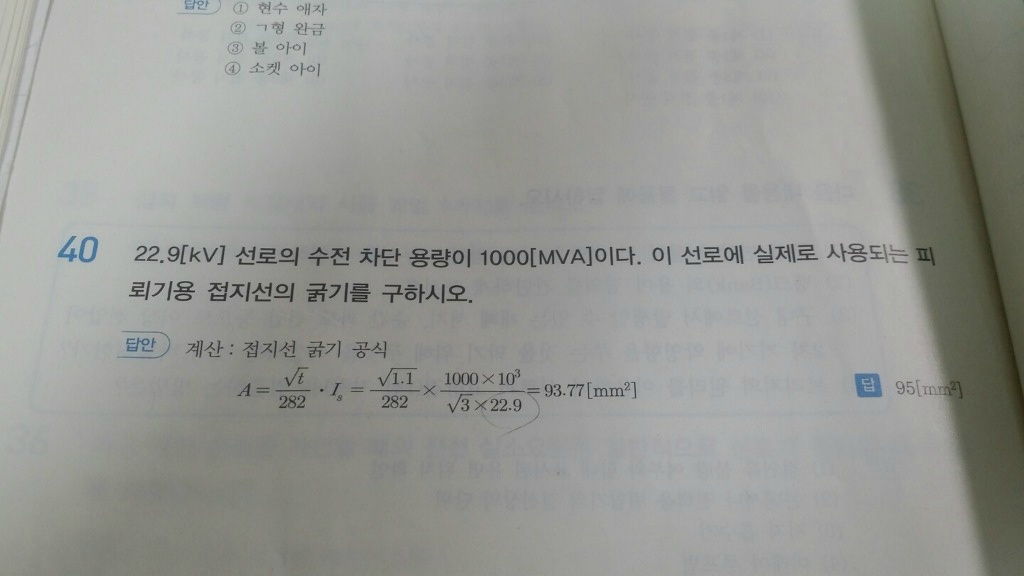 답안 ① 현수 애자
② ㄱ형 완금
③ 볼 아이
④ 소켓 아이
40 22.9[kV] 선로의 수전 차단 용량이 1000[MVA]이다. 이 선로에 실제로 사용되는 피
뢰기용 접지선의 굵기를 구하시오.
답안 계산 : 접지선 굵기 공식
A = √t/282 · Iₛ = √1.1/282 × 1000×10³/√3×22.9 = 93.77[mm²] 답 95[mm²]